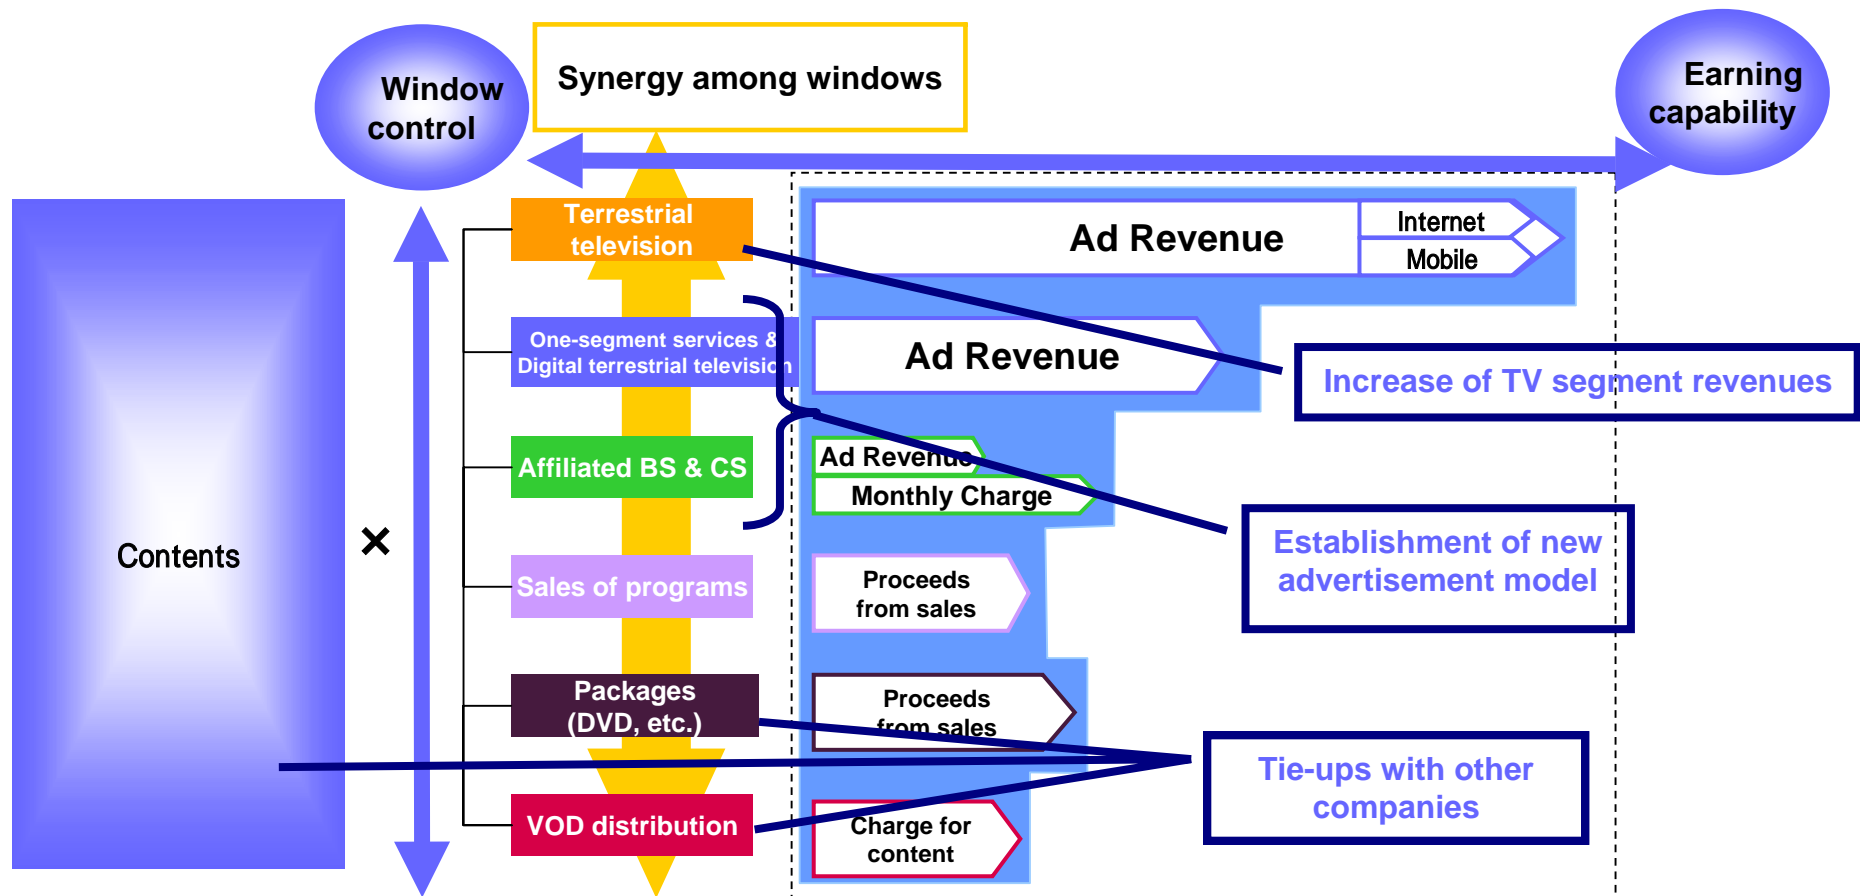 Window
control
Synergy among windows
Earning
capability
Terrestrial
television
Ad Revenue
Internet
Mobile
One-segment services &
Digital terrestrial television
Ad Revenue
Increase of TV segment revenues
Affiliated BS & CS
Ad Revenue
Monthly Charge
Contents
×
Establishment of new
advertisement model
Sales of programs
Proceeds
from sales
Packages
(DVD, etc.)
Proceeds
from sales
Tie-ups with other
companies
VOD distribution
Charge for
content